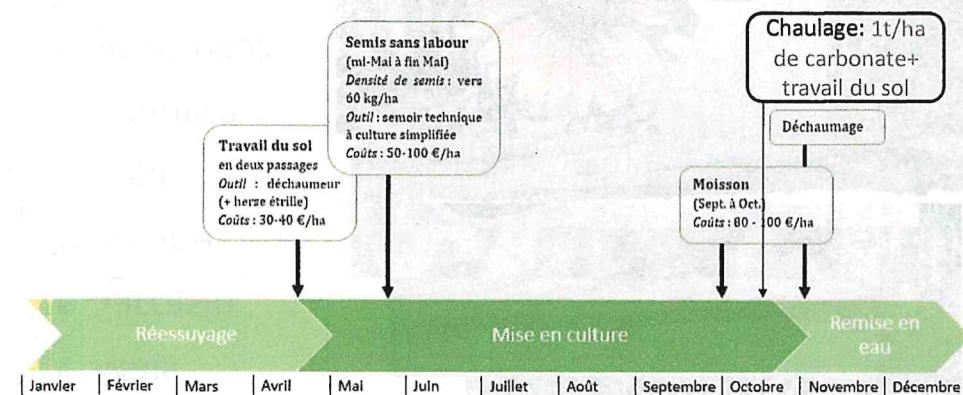 Chaulage: 1t/ha
de carbonate+
travail du sol
Semis sans labour
(mi-Mai à fin Mai)
Densité de semis : vers
60 kg/ha
Outil : semoir technique
à culture simplifiée
Coûts : 50-100 €/ha
Déchaumage
Travail du sol
en deux passages
Outil : déchaumeur
(+ herse étrille)
Coûts : 30-40 €/ha
Moisson
(Sept. à Oct.)
Coûts : 80 - 100 €/ha
Réessuyage
Mise en culture
Remise en
eau
Janvier
Février
Mars
Avril
Mai
Juin
Juillet
Août
Septembre
Octobre
Novembre
Décembre